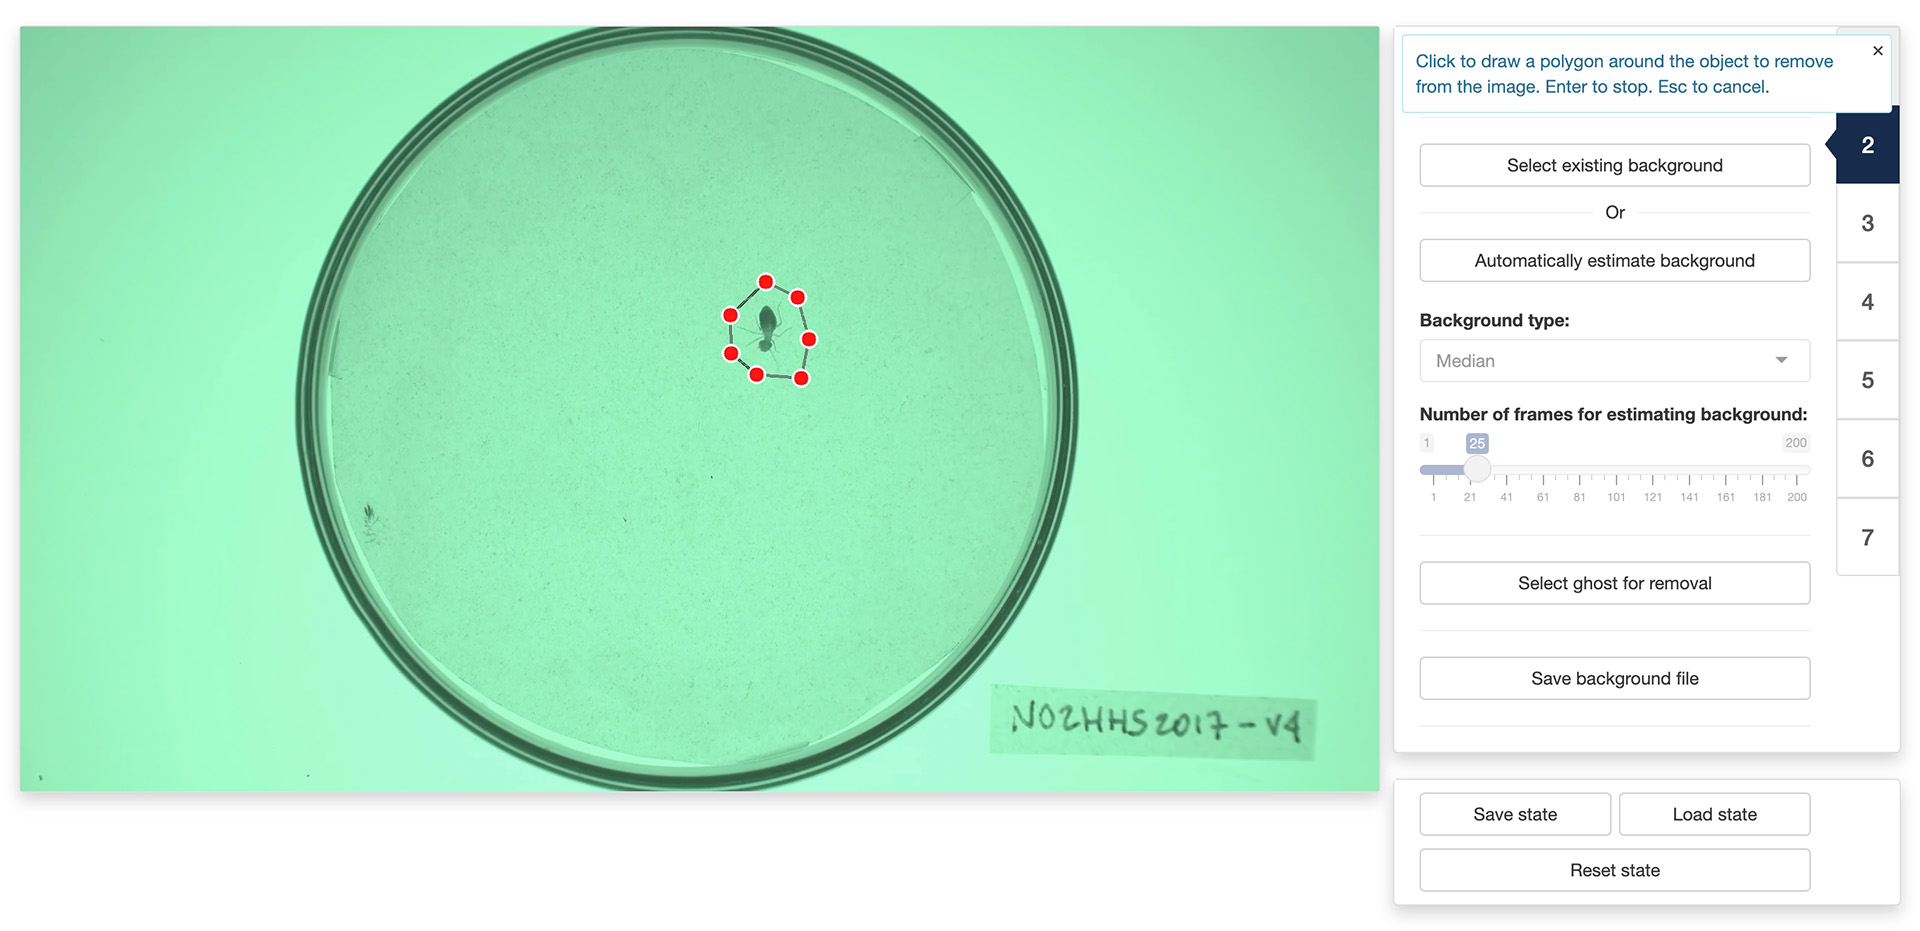 Click to draw a polygon around the object to remove
from the image. Enter to stop. Esc to cancel.
×
2
3
4
5
6
7
Select existing background
Or
Automatically estimate background
Background type:
Median
Number of frames for estimating background:
1 25 200
1 21 41 61 81 101 121 141 161 181 200
Select ghost for removal
Save background file
NO2HHS2017-V4
Save state Load state
Reset state